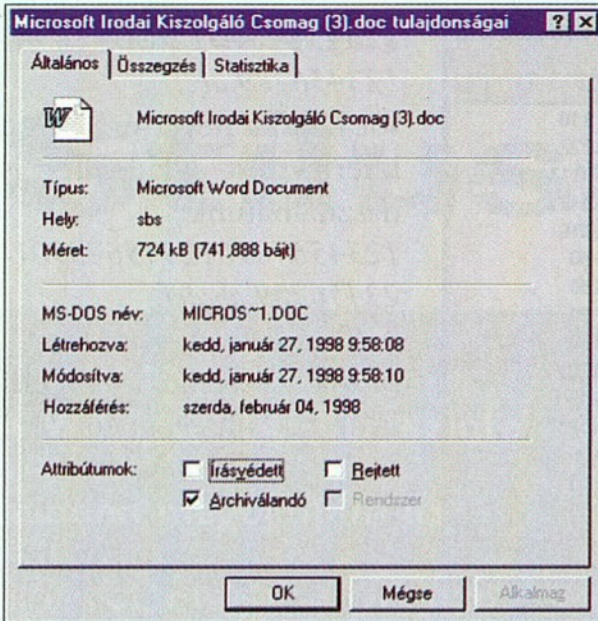 Microsoft Irodai Kiszolgáló Csomag (3).doc tulajdonságai
Általános Összegzés Statisztika
Microsoft Irodai Kiszolgáló Csomag (3).doc
Típus: Microsoft Word Document
Hely: sbs
Méret: 724 kB (741,888 bájt)
MS-DOS név: MICROS~1.DOC
Létrehozva: kedd, január 27, 1998 9:58:08
Módosítva: kedd, január 27, 1998 9:58:10
Hozzáférés: szerda, február 04, 1998
Attribútumok: Írásvédett Rejtett
Archiválandó Rendszer
OK Mégse Alkalmaz